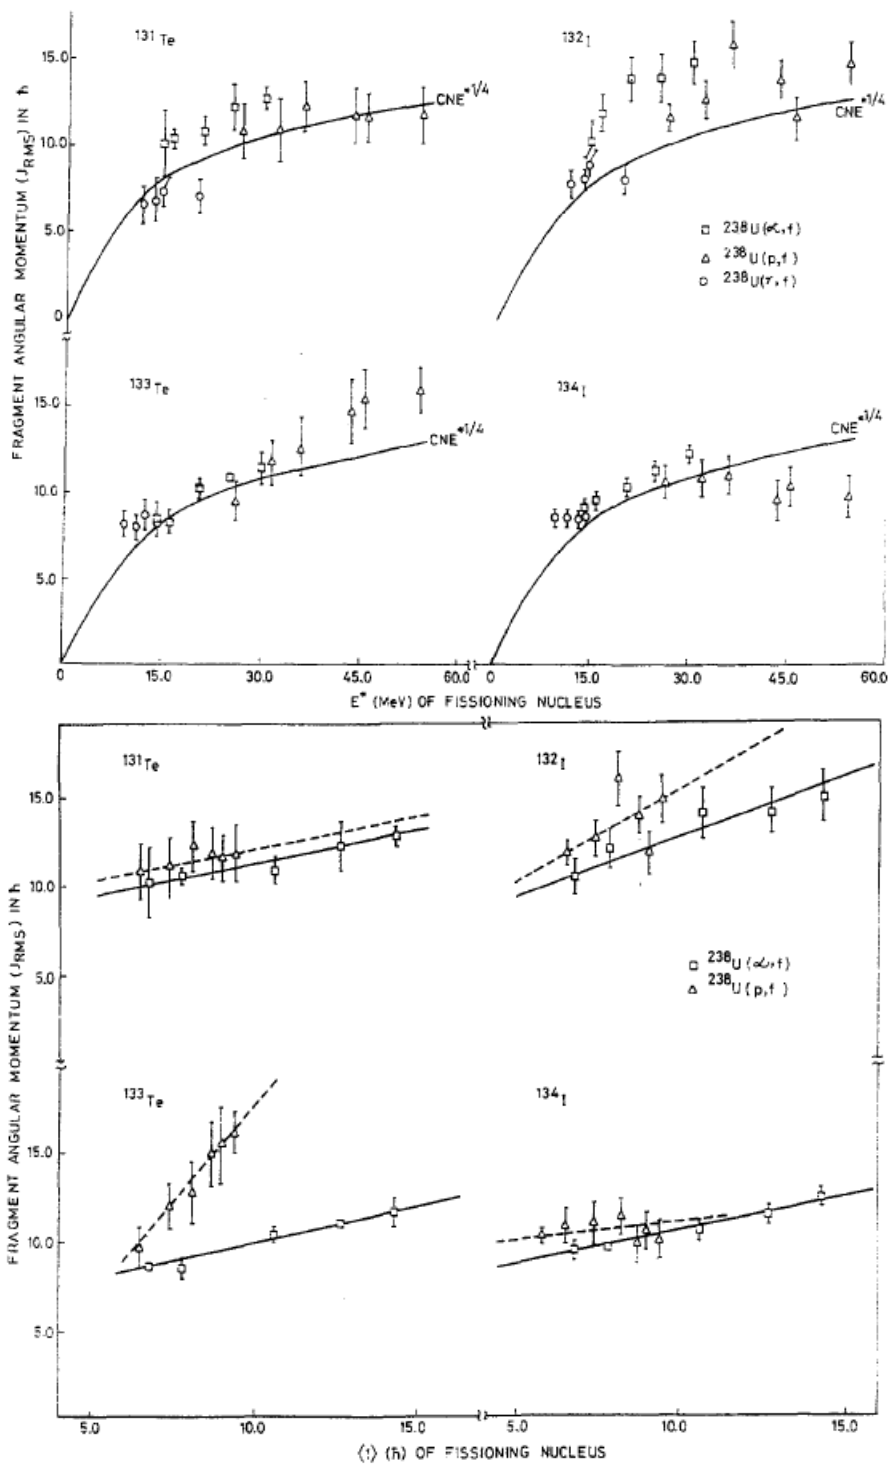 131Te
132I
CNE*1/4
CNE*1/4
15.0
10.0
5.0
0
238U(α,f)
238U(p,f)
238U(γ,f)
FRAGMENT ANGULAR MOMENTUM (JRMS) IN ħ
133Te
134I
CNE*1/4
CNE*1/4
15.0
10.0
5.0
0
0 15.0 30.0 45.0 60.0
0 15.0 30.0 45.0 60.0
E* (MeV) OF FISSIONING NUCLEUS
131Te
132I
15.0
10.0
5.0
238U(α,f)
238U(p,f)
FRAGMENT ANGULAR MOMENTUM (JRMS) IN ħ
133Te
134I
15.0
10.0
5.0
5.0 10.0 15.0
5.0 10.0 15.0
⟨l⟩ (ħ) OF FISSIONING NUCLEUS